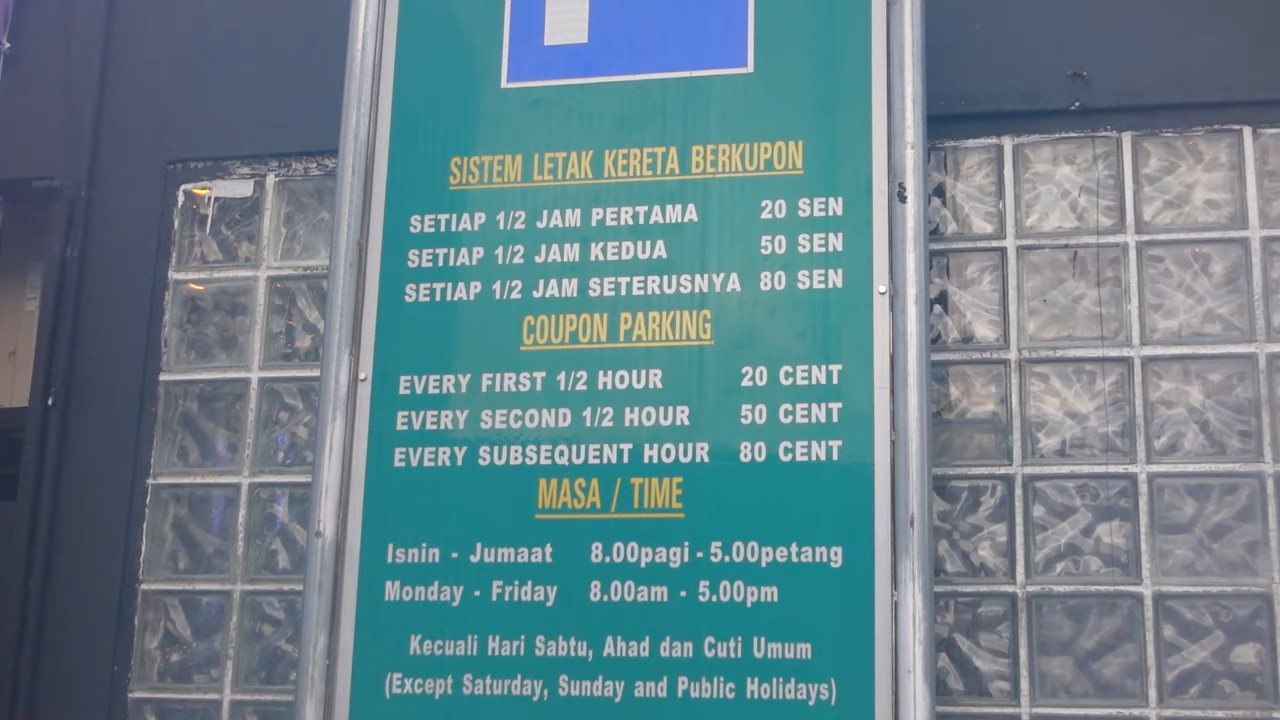 SISTEM LETAK KERETA BERKUPON
SETIAP 1/2 JAM PERTAMA 20 SEN
SETIAP 1/2 JAM KEDUA 50 SEN
SETIAP 1/2 JAM SETERUSNYA 80 SEN
COUPON PARKING
EVERY FIRST 1/2 HOUR 20 CENT
EVERY SECOND 1/2 HOUR 50 CENT
EVERY SUBSEQUENT HOUR 80 CENT
MASA / TIME
Isnin - Jumaat 8.00pagi - 5.00petang
Monday - Friday 8.00am - 5.00pm
Kecuali Hari Sabtu, Ahad dan Cuti Umum
(Except Saturday, Sunday and Public Holidays)